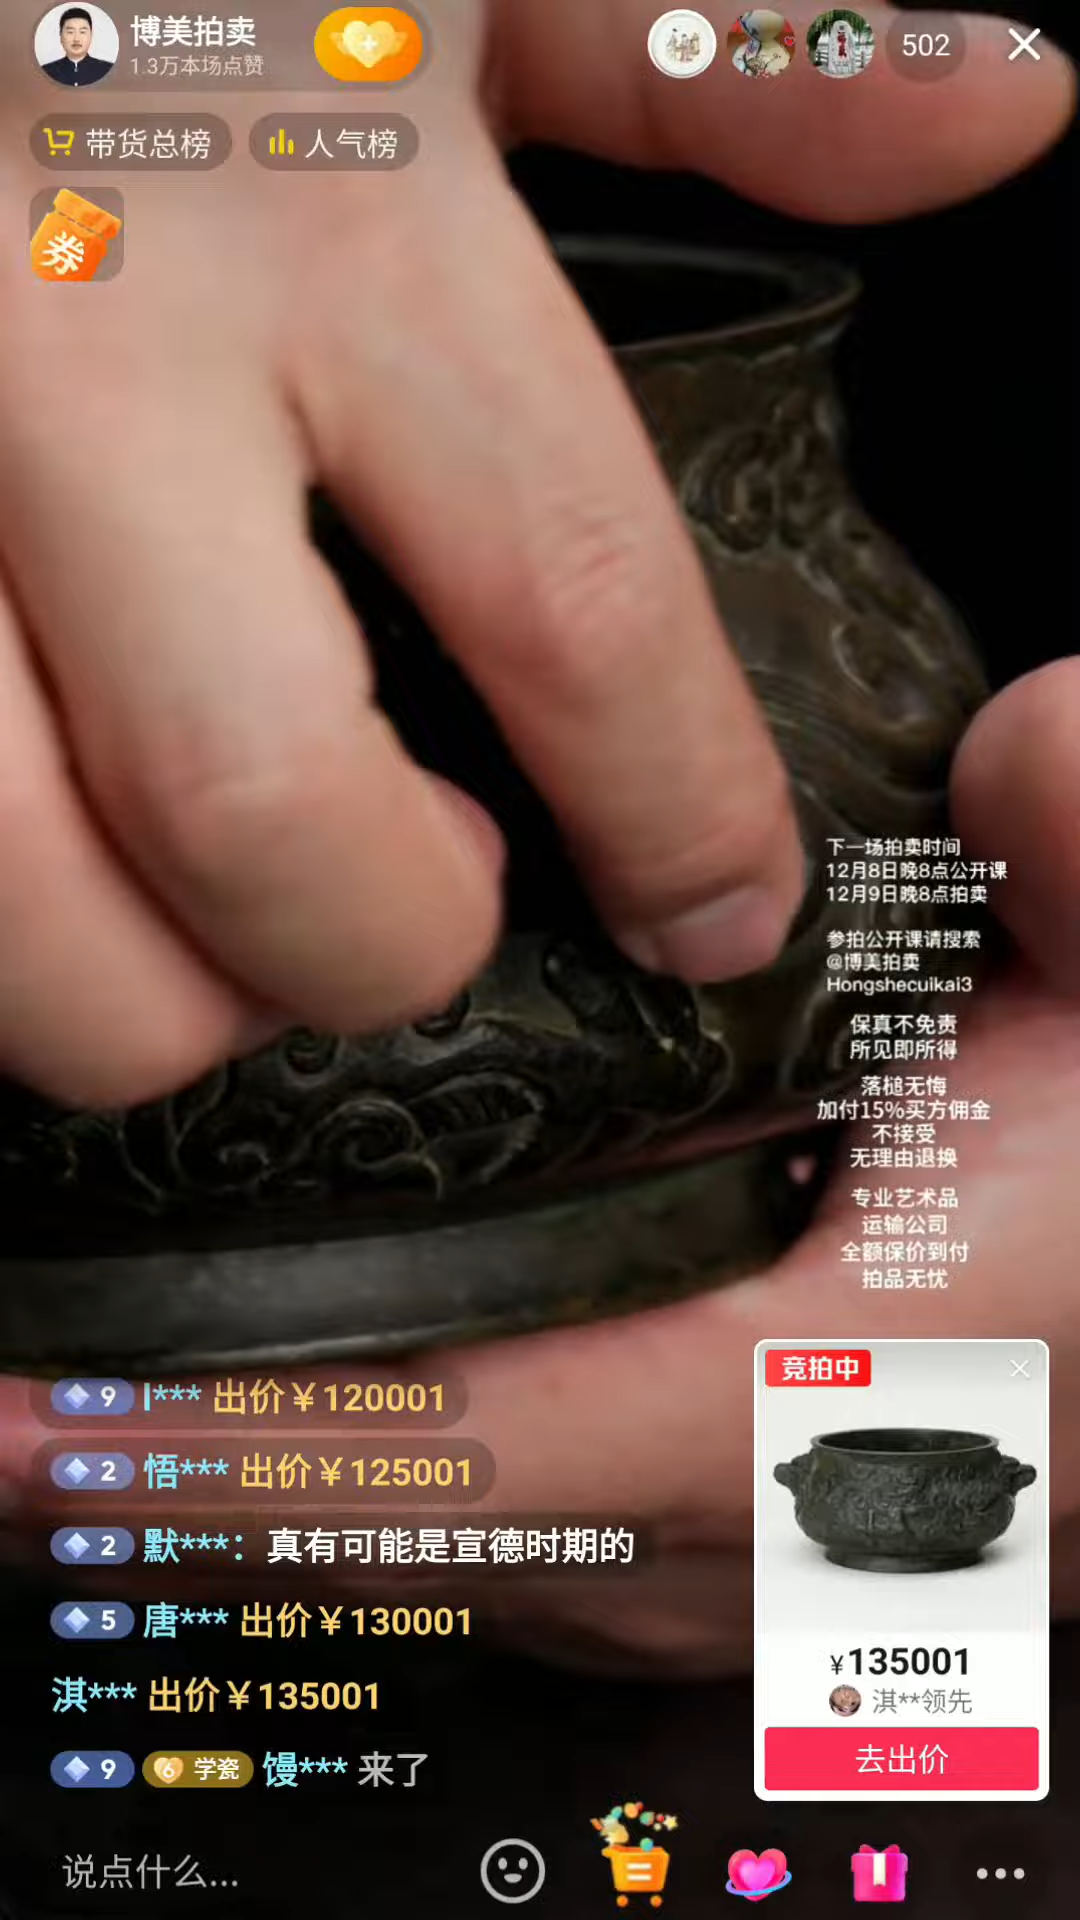 博美拍卖
1.3万本场点赞
502
带货总榜
人气榜
券
下一场拍卖时间
12月8日晚8点公开课
12月9日晚8点拍卖
参拍公开课请搜索
@博美拍卖
Hongshecuikai3
保真不免责
所见即所得
落槌无悔
加付15%买方佣金
不接受
无理由退换
专业艺术品
运输公司
全额保价到付
拍品无忧
9 l*** 出价￥120001
2 悟*** 出价￥125001
2 默***：真有可能是宣德时期的
5 唐*** 出价￥130001
淇*** 出价￥135001
9 6 学瓷 馒*** 来了
竞拍中
￥135001
淇**领先
去出价
说点什么...